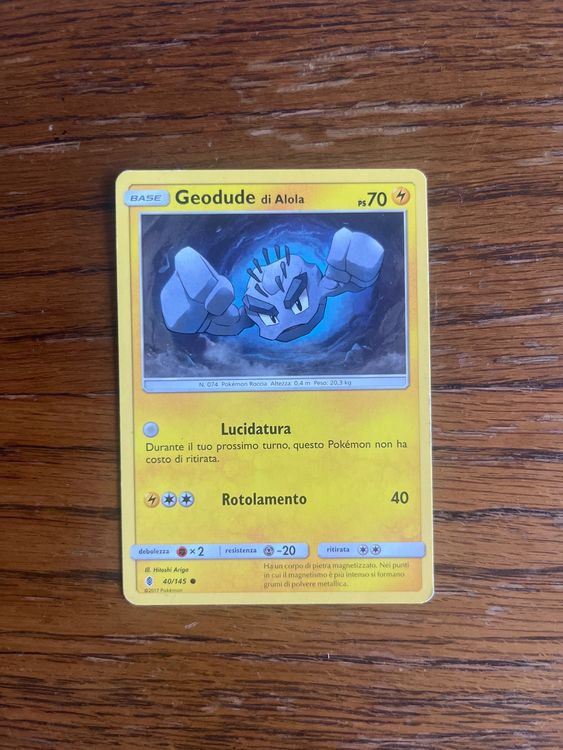 BASE Geodude di Alola PS70
N. 074 Pokémon Roccia Altezza: 0,4 m Peso: 20,3 kg
Lucidatura
Durante il tuo prossimo turno, questo Pokémon non ha
costo di ritirata.
Rotolamento 40
debolezza ×2 resistenza -20 ritirata
Ill. Hitoshi Ariga
40/145
©2017 Pokémon
Ha un corpo di pietra magnetizzato. Nei punti
in cui il magnetismo è più intenso si formano
grumi di polvere metallica.